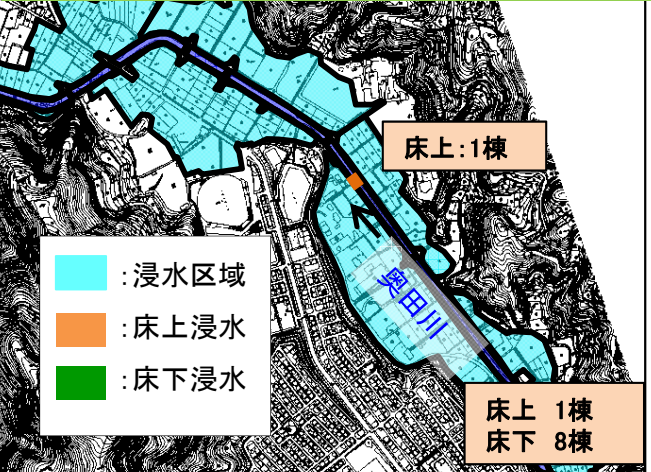 床上:1棟
奥田川
:浸水区域
:床上浸水
:床下浸水
床上 1棟
床下 8棟